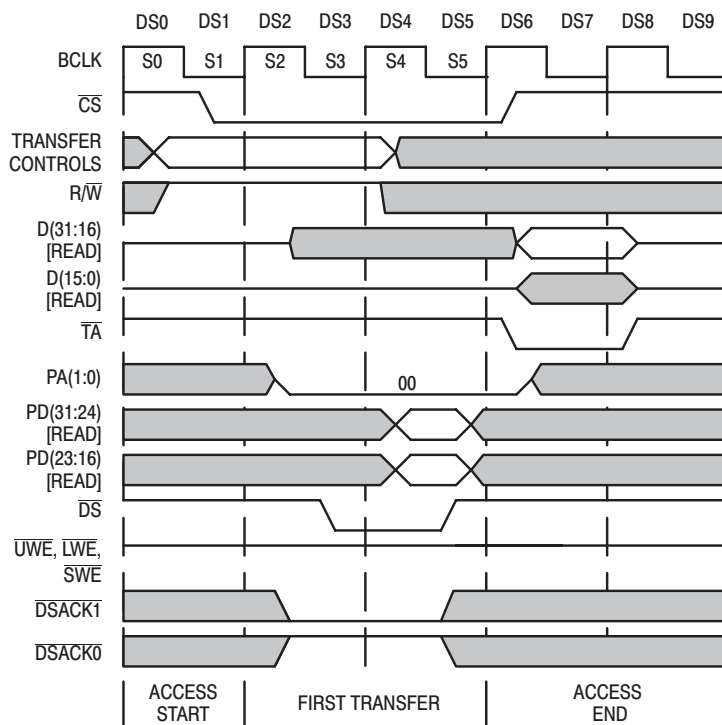 DS0 DS1 DS2 DS3 DS4 DS5 DS6 DS7 DS8 DS9
BCLK S0 S1 S2 S3 S4 S5
CS
TRANSFER
CONTROLS
R/W
D(31:16)
[READ]
D(15:0)
[READ]
TA
PA(1:0) 00
PD(31:24)
[READ]
PD(23:16)
[READ]
DS
UWE, LWE,
SWE
DSACK1
DSACK0
ACCESS
START
FIRST TRANSFER
ACCESS
END